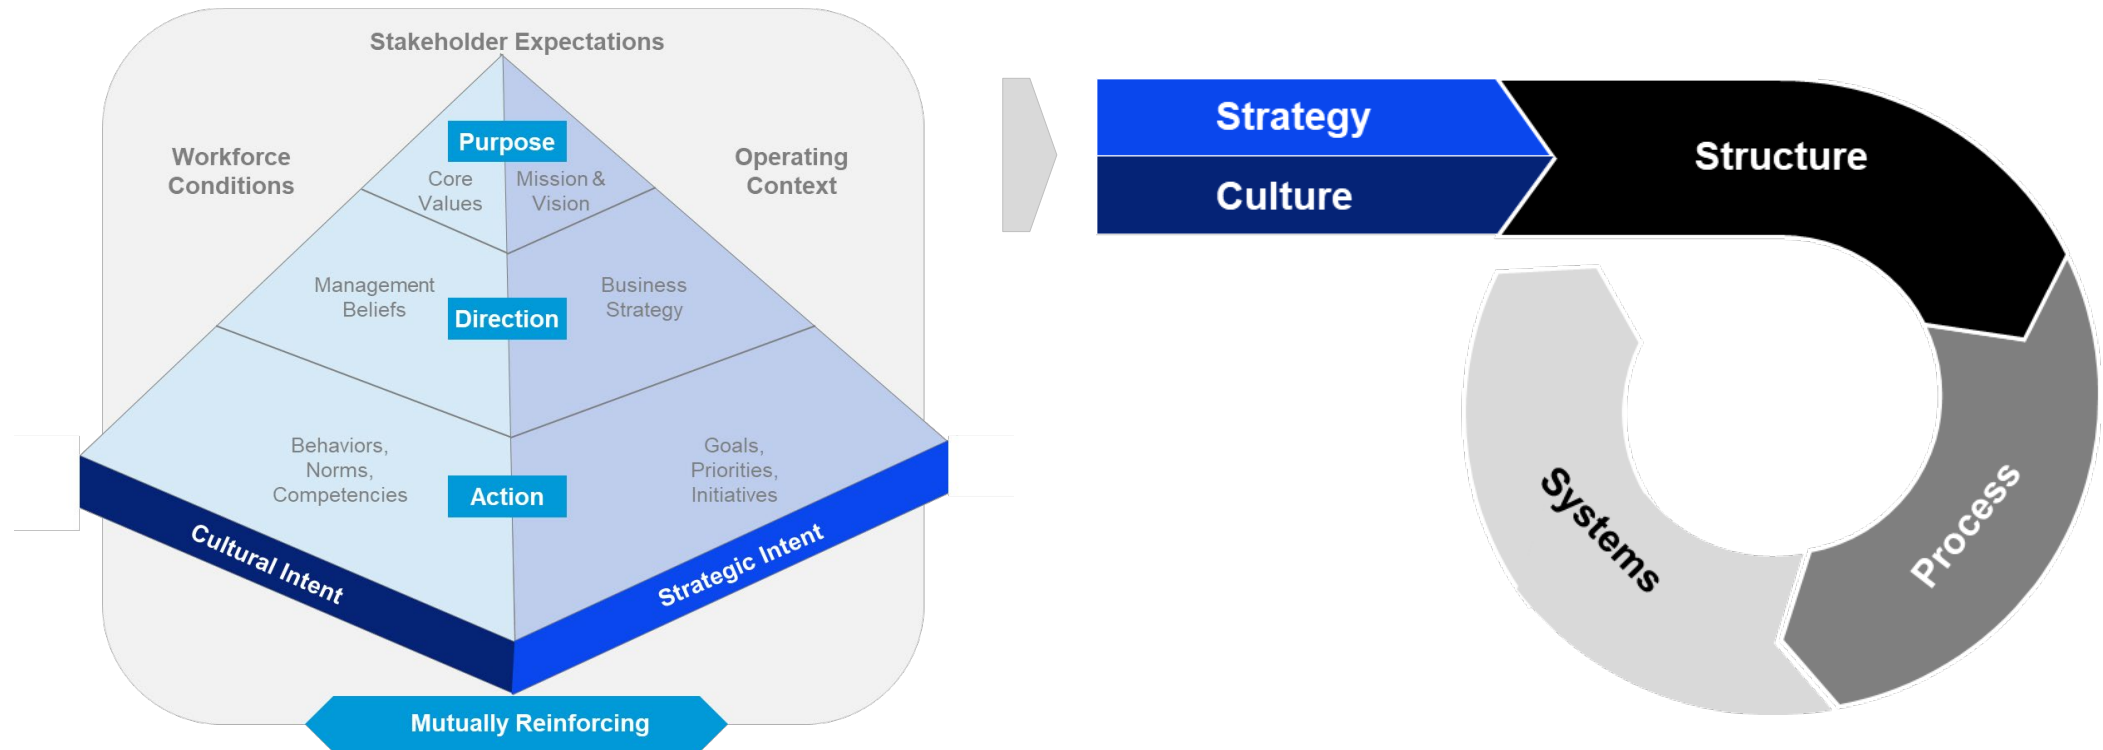 Stakeholder Expectations
Workforce
Conditions
Operating
Context
Purpose
Core
Values
Mission &
Vision
Management
Beliefs
Business
Strategy
Direction
Behaviors,
Norms,
Competencies
Goals,
Priorities,
Initiatives
Action
Cultural Intent
Strategic Intent
Mutually Reinforcing
Strategy
Culture
Structure
Process
Systems